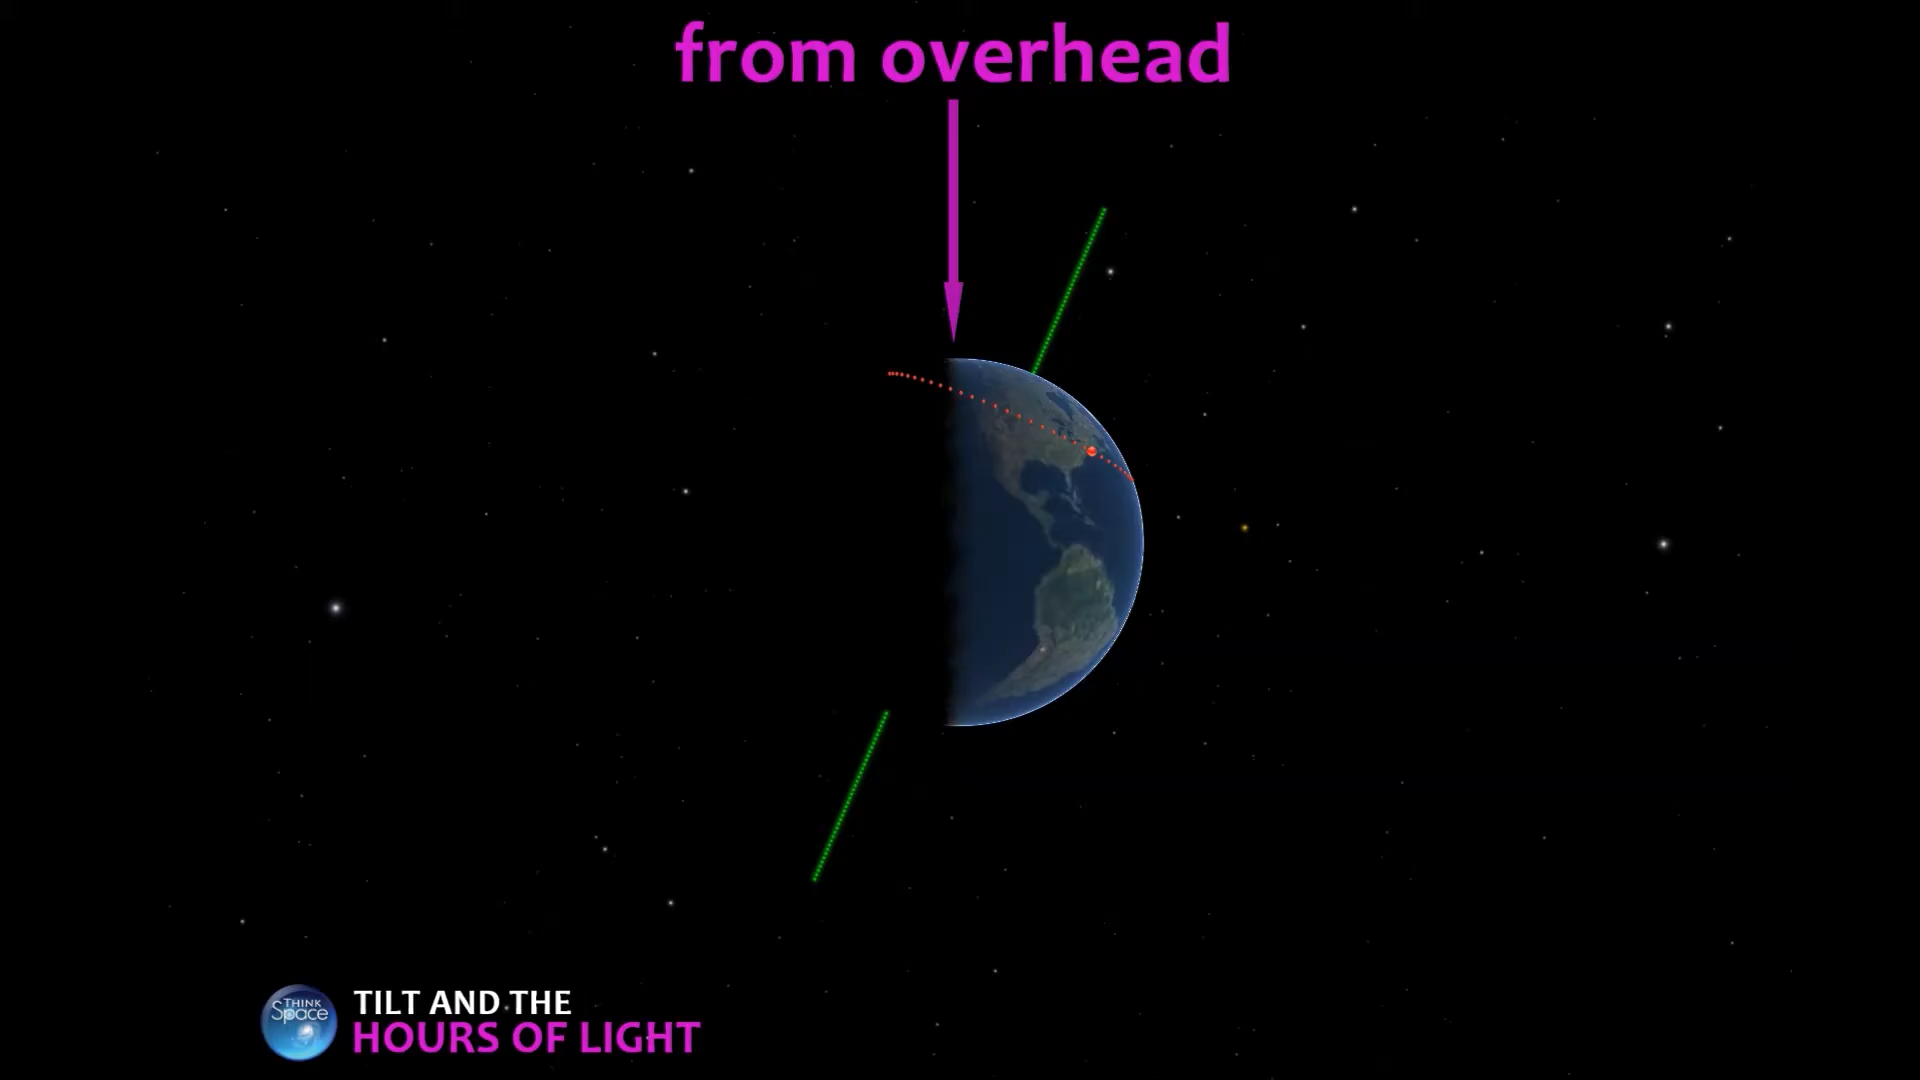 from overhead
THINK
Space
TILT AND THE
HOURS OF LIGHT